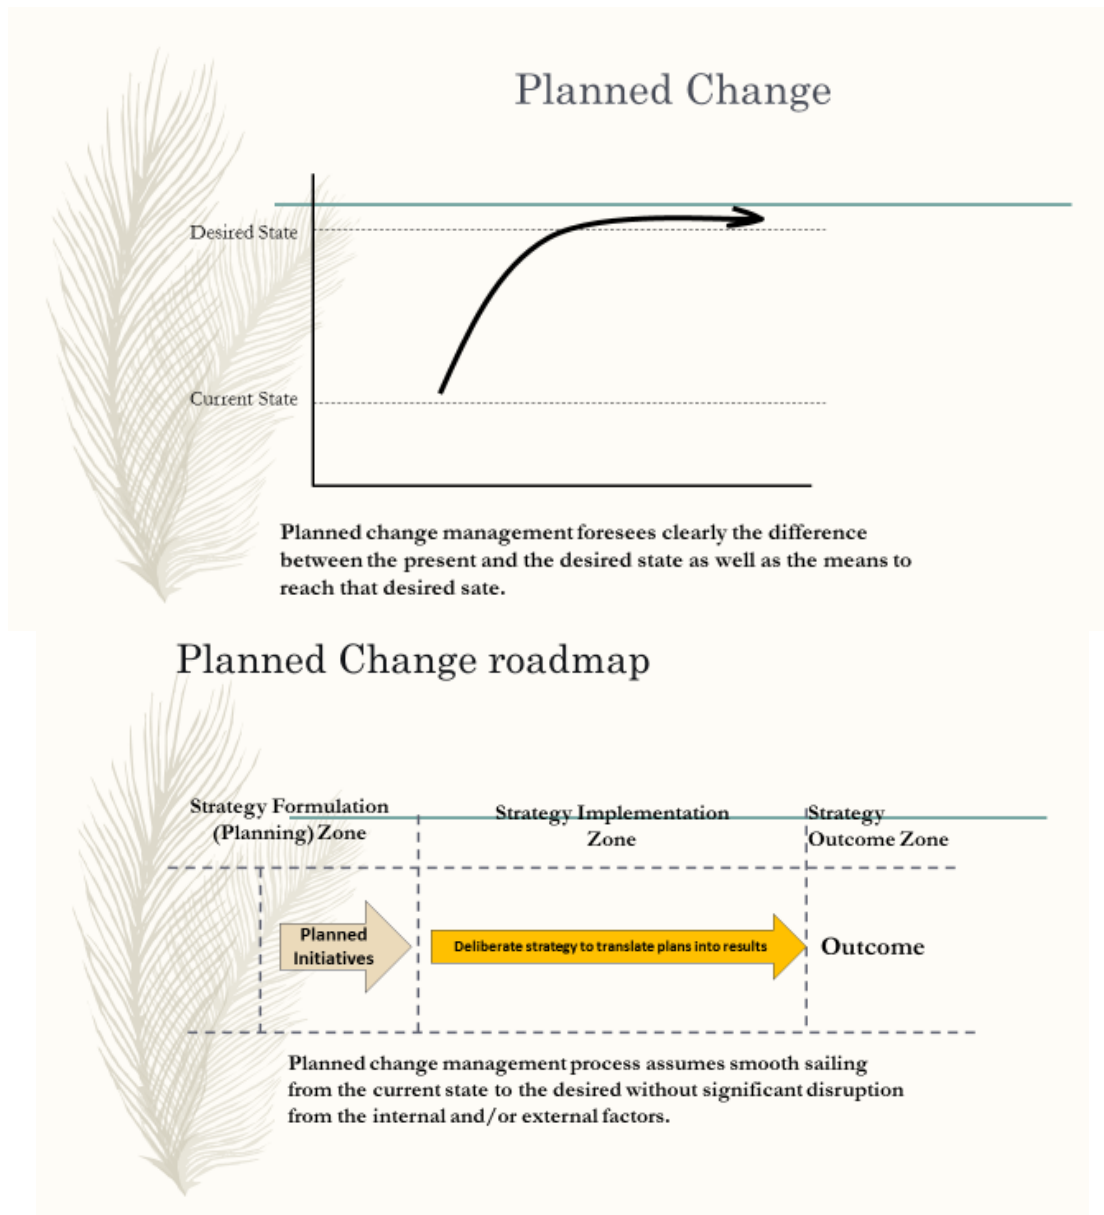 Planned Change
Desired State
Current State
Planned change management foresees clearly the difference
between the present and the desired state as well as the means to
reach that desired sate.
Planned Change roadmap
Strategy Formulation
(Planning) Zone
Strategy Implementation
Zone
Strategy
Outcome Zone
Planned
Initiatives
Deliberate strategy to translate plans into results
Outcome
Planned change management process assumes smooth sailing
from the current state to the desired without significant disruption
from the internal and/or external factors.